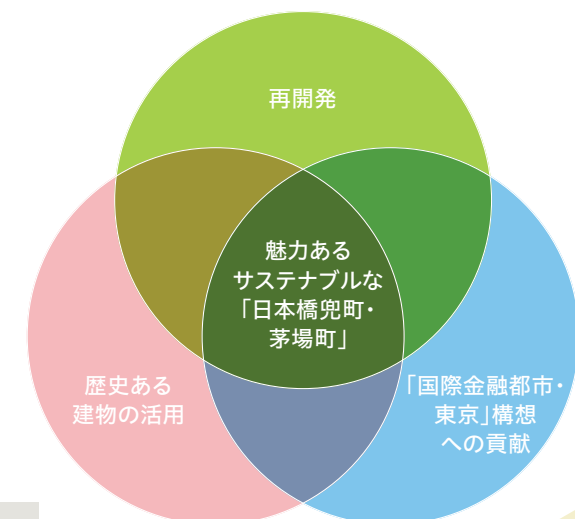 再開発
魅力ある
サステナブルな
「日本橋兜町・
茅場町」
歴史ある
建物の活用
「国際金融都市・
東京」構想
への貢献